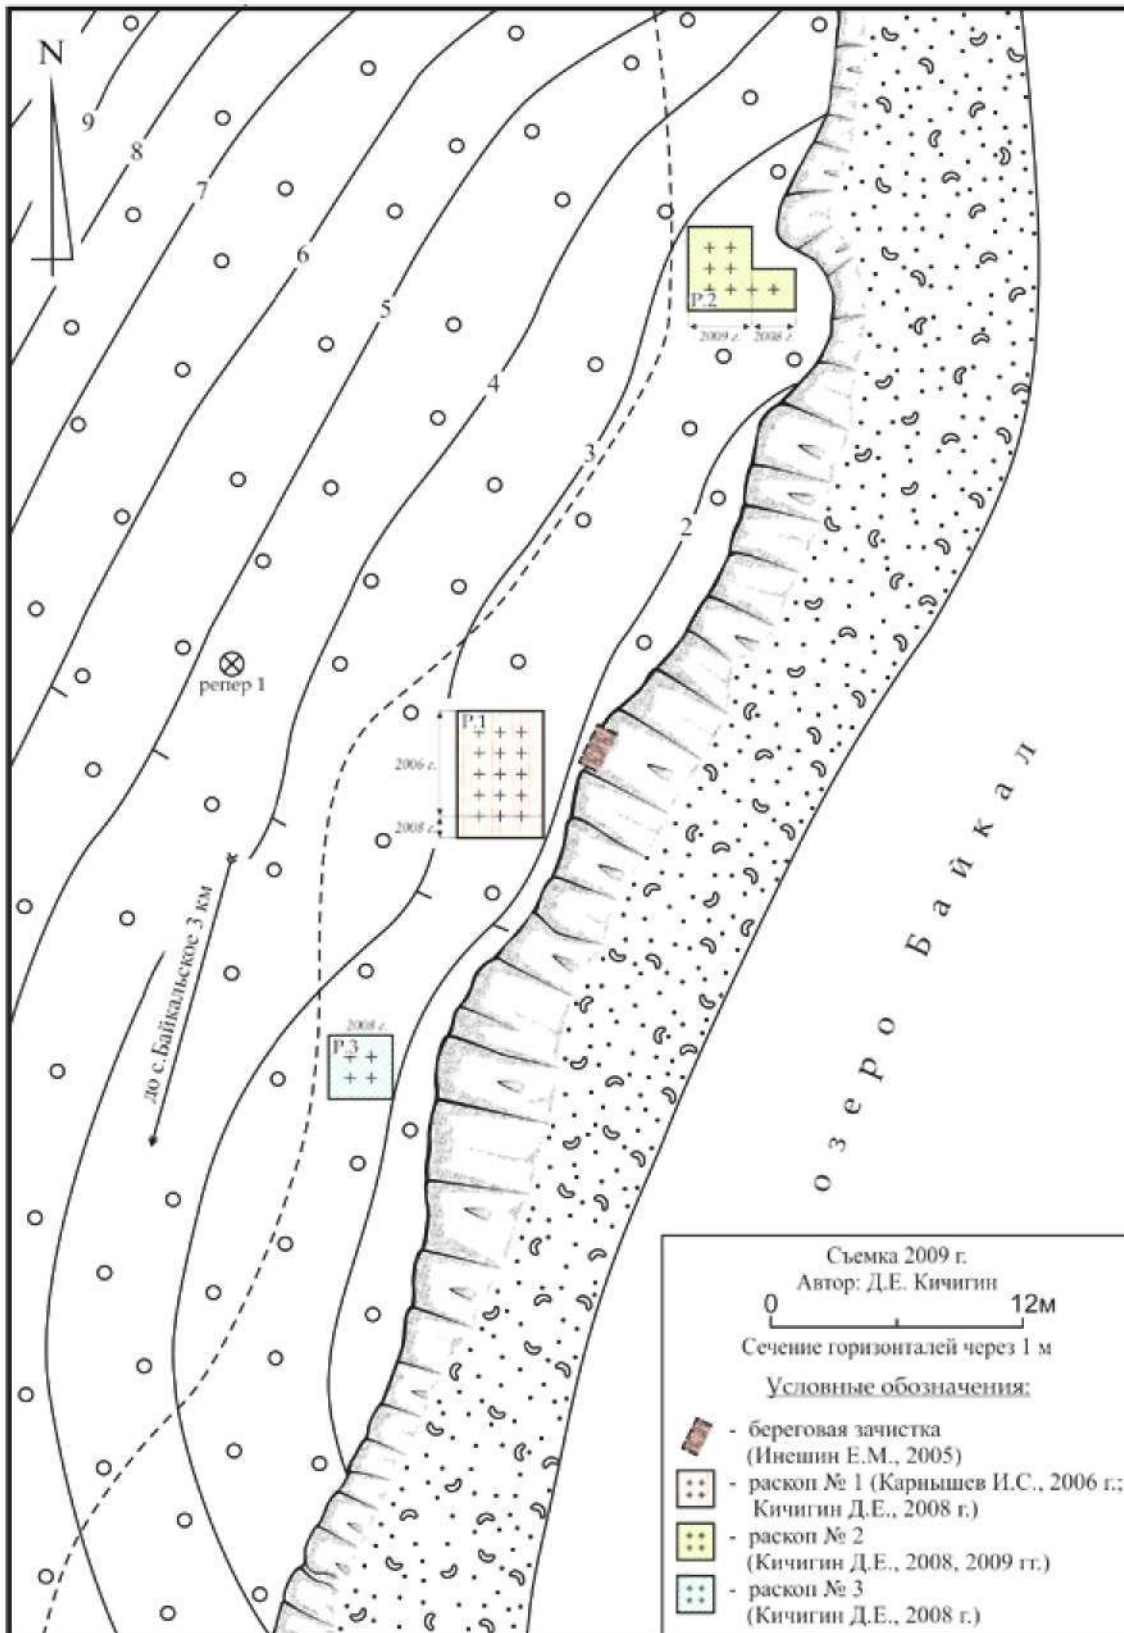 N
9
8
7
6
5
4
3
2
Р.2
2009 г.
2008 г.
репер 1
Р.1
2006 г.
2008 г.
до с.Байкальское 3 км
2008 г.
Р.3
озеро Байкал
Съемка 2009 г.
Автор: Д.Е. Кичигин
0 12м
Сечение горизонталей через 1 м
Условные обозначения:
- береговая зачистка
(Инешин Е.М., 2005)
- раскоп № 1 (Карнышев И.С., 2006 г.;
Кичигин Д.Е., 2008 г.)
- раскоп № 2
(Кичигин Д.Е., 2008, 2009 гг.)
- раскоп № 3
(Кичигин Д.Е., 2008 г.)